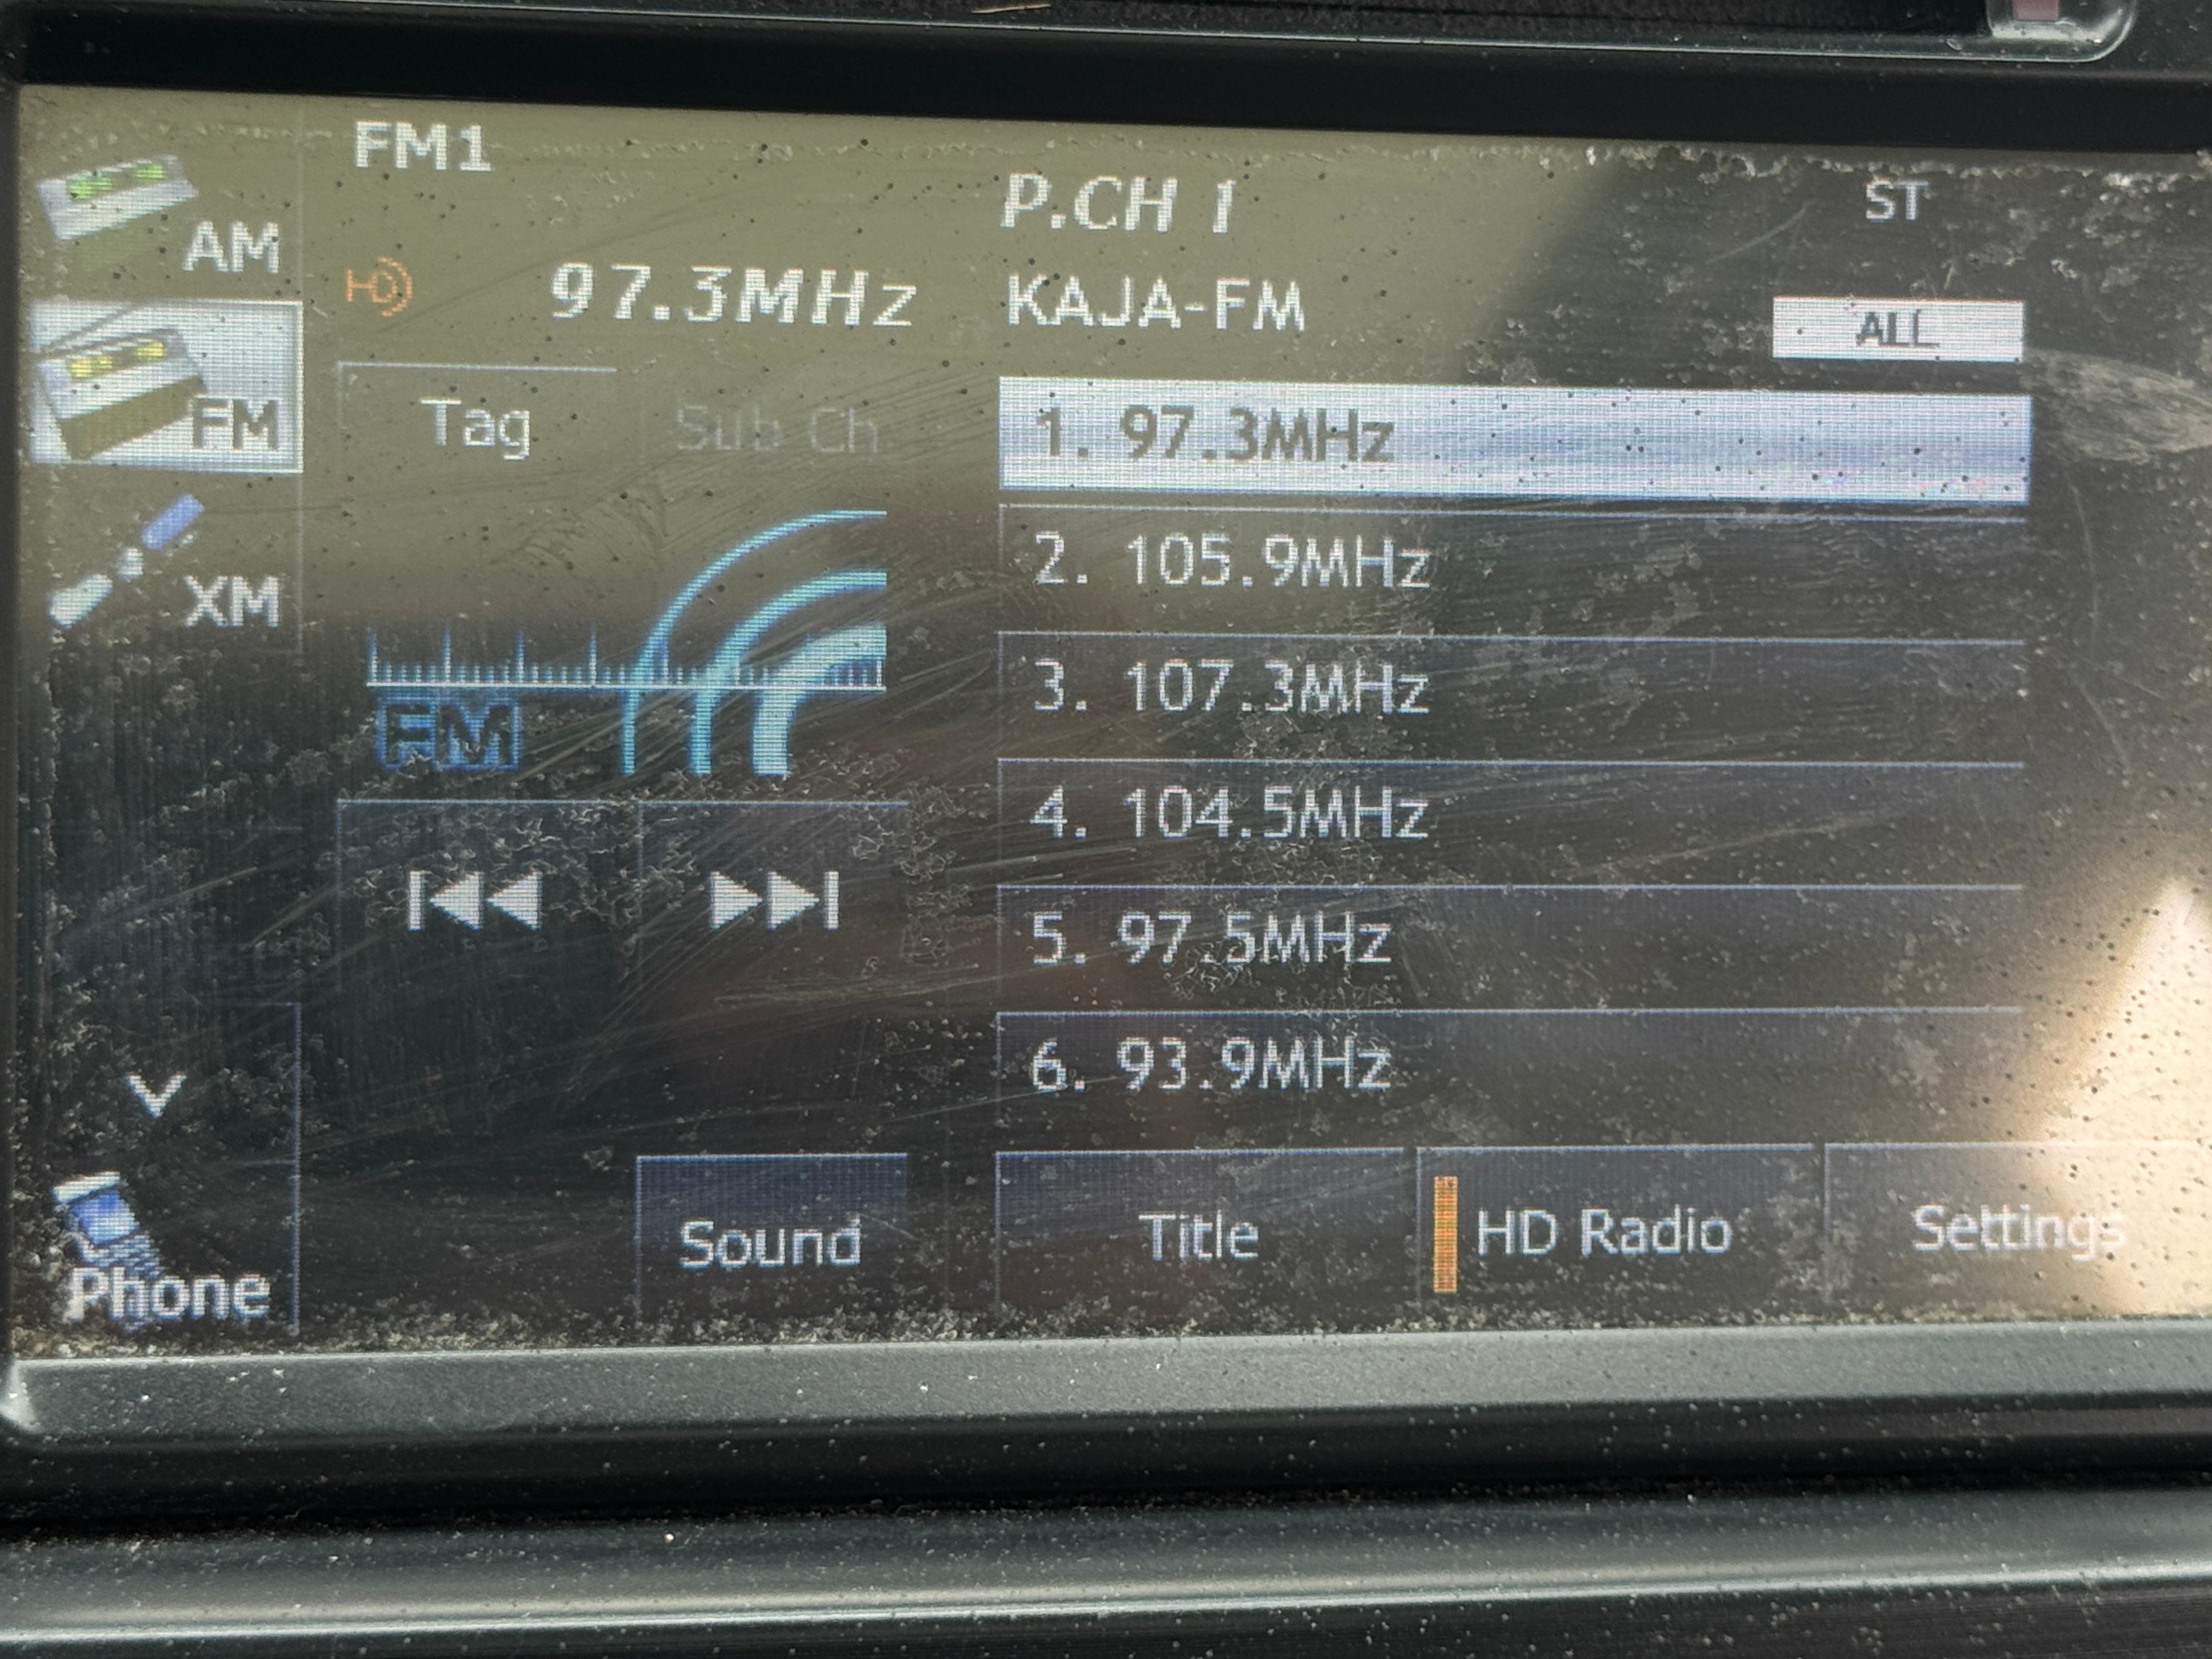 FM1
P.CH 1
ST
AM
HD
97.3MHz
KAJA-FM
ALL
FM
Tag
Sub Ch
1. 97.3MHz
XM
2. 105.9MHz
3. 107.3MHz
FM
4. 104.5MHz
5. 97.5MHz
6. 93.9MHz
Phone
Sound
Title
HD Radio
Settings